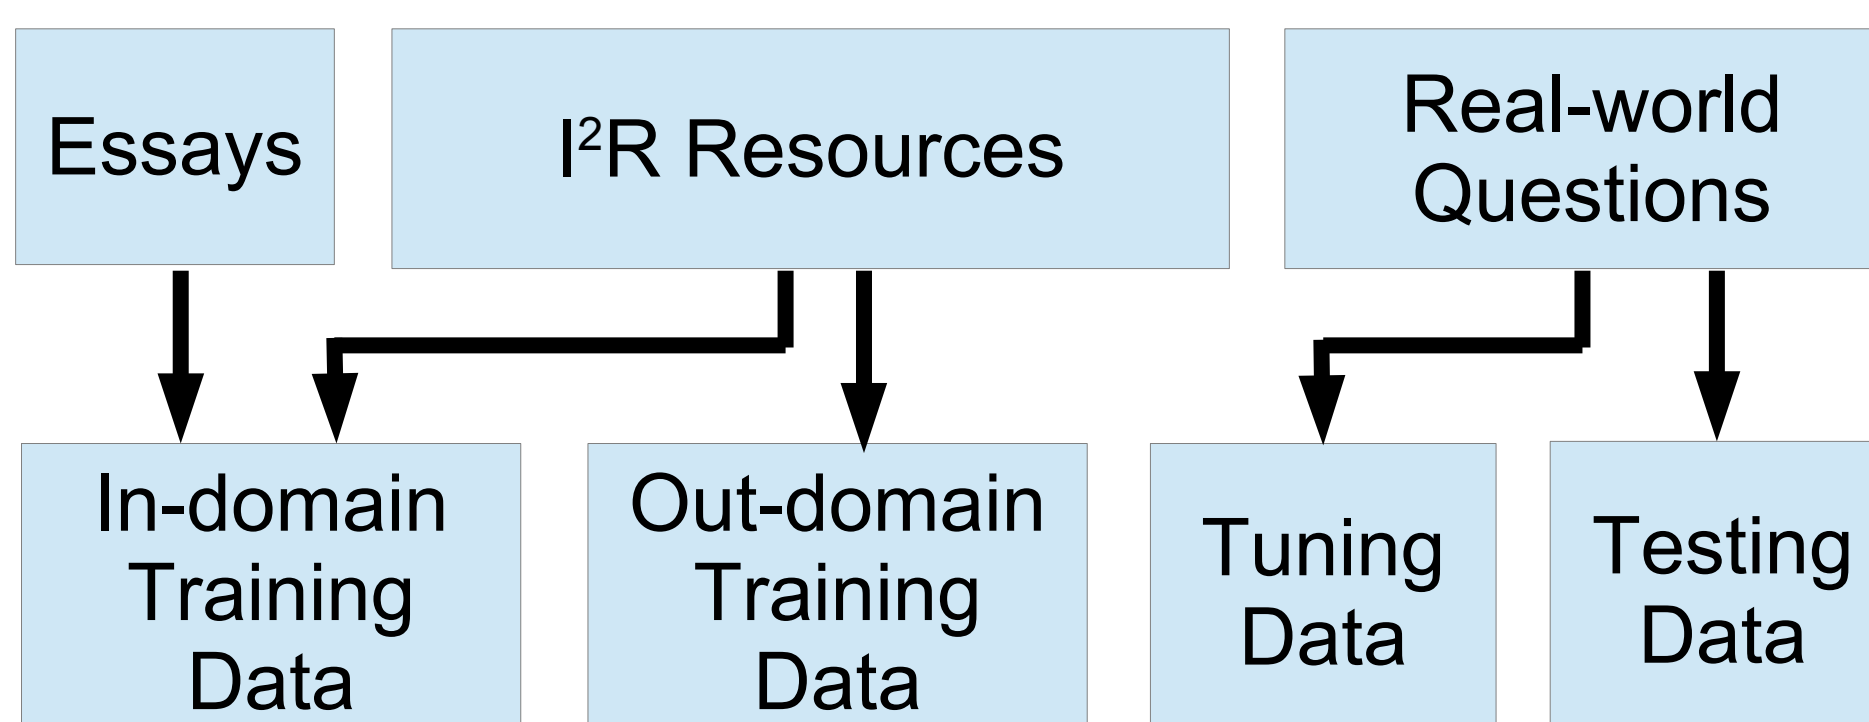 Essays
I²R Resources
Real-world
Questions
In-domain
Training
Data
Out-domain
Training
Data
Tuning
Data
Testing
Data